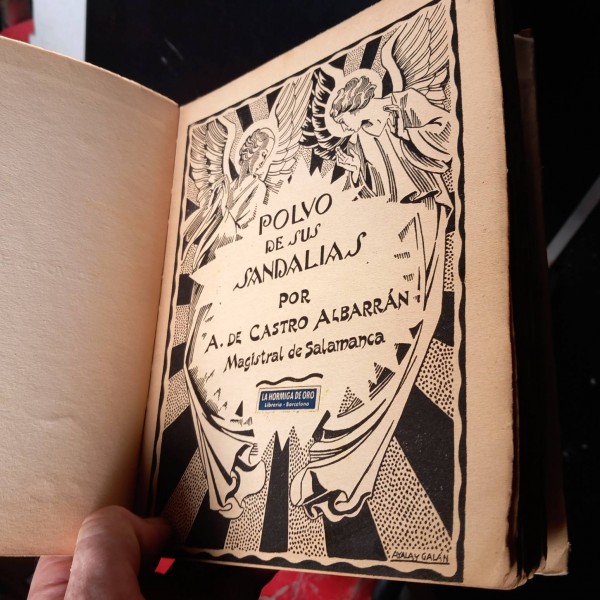 POLVO
DE SUS
SANDALIAS
POR
A. DE CASTRO ALBARRÁN
Magistral de Salamanca
LA HORMIGA DE ORO
Librería - Barcelona
AYALA Y GALÁN